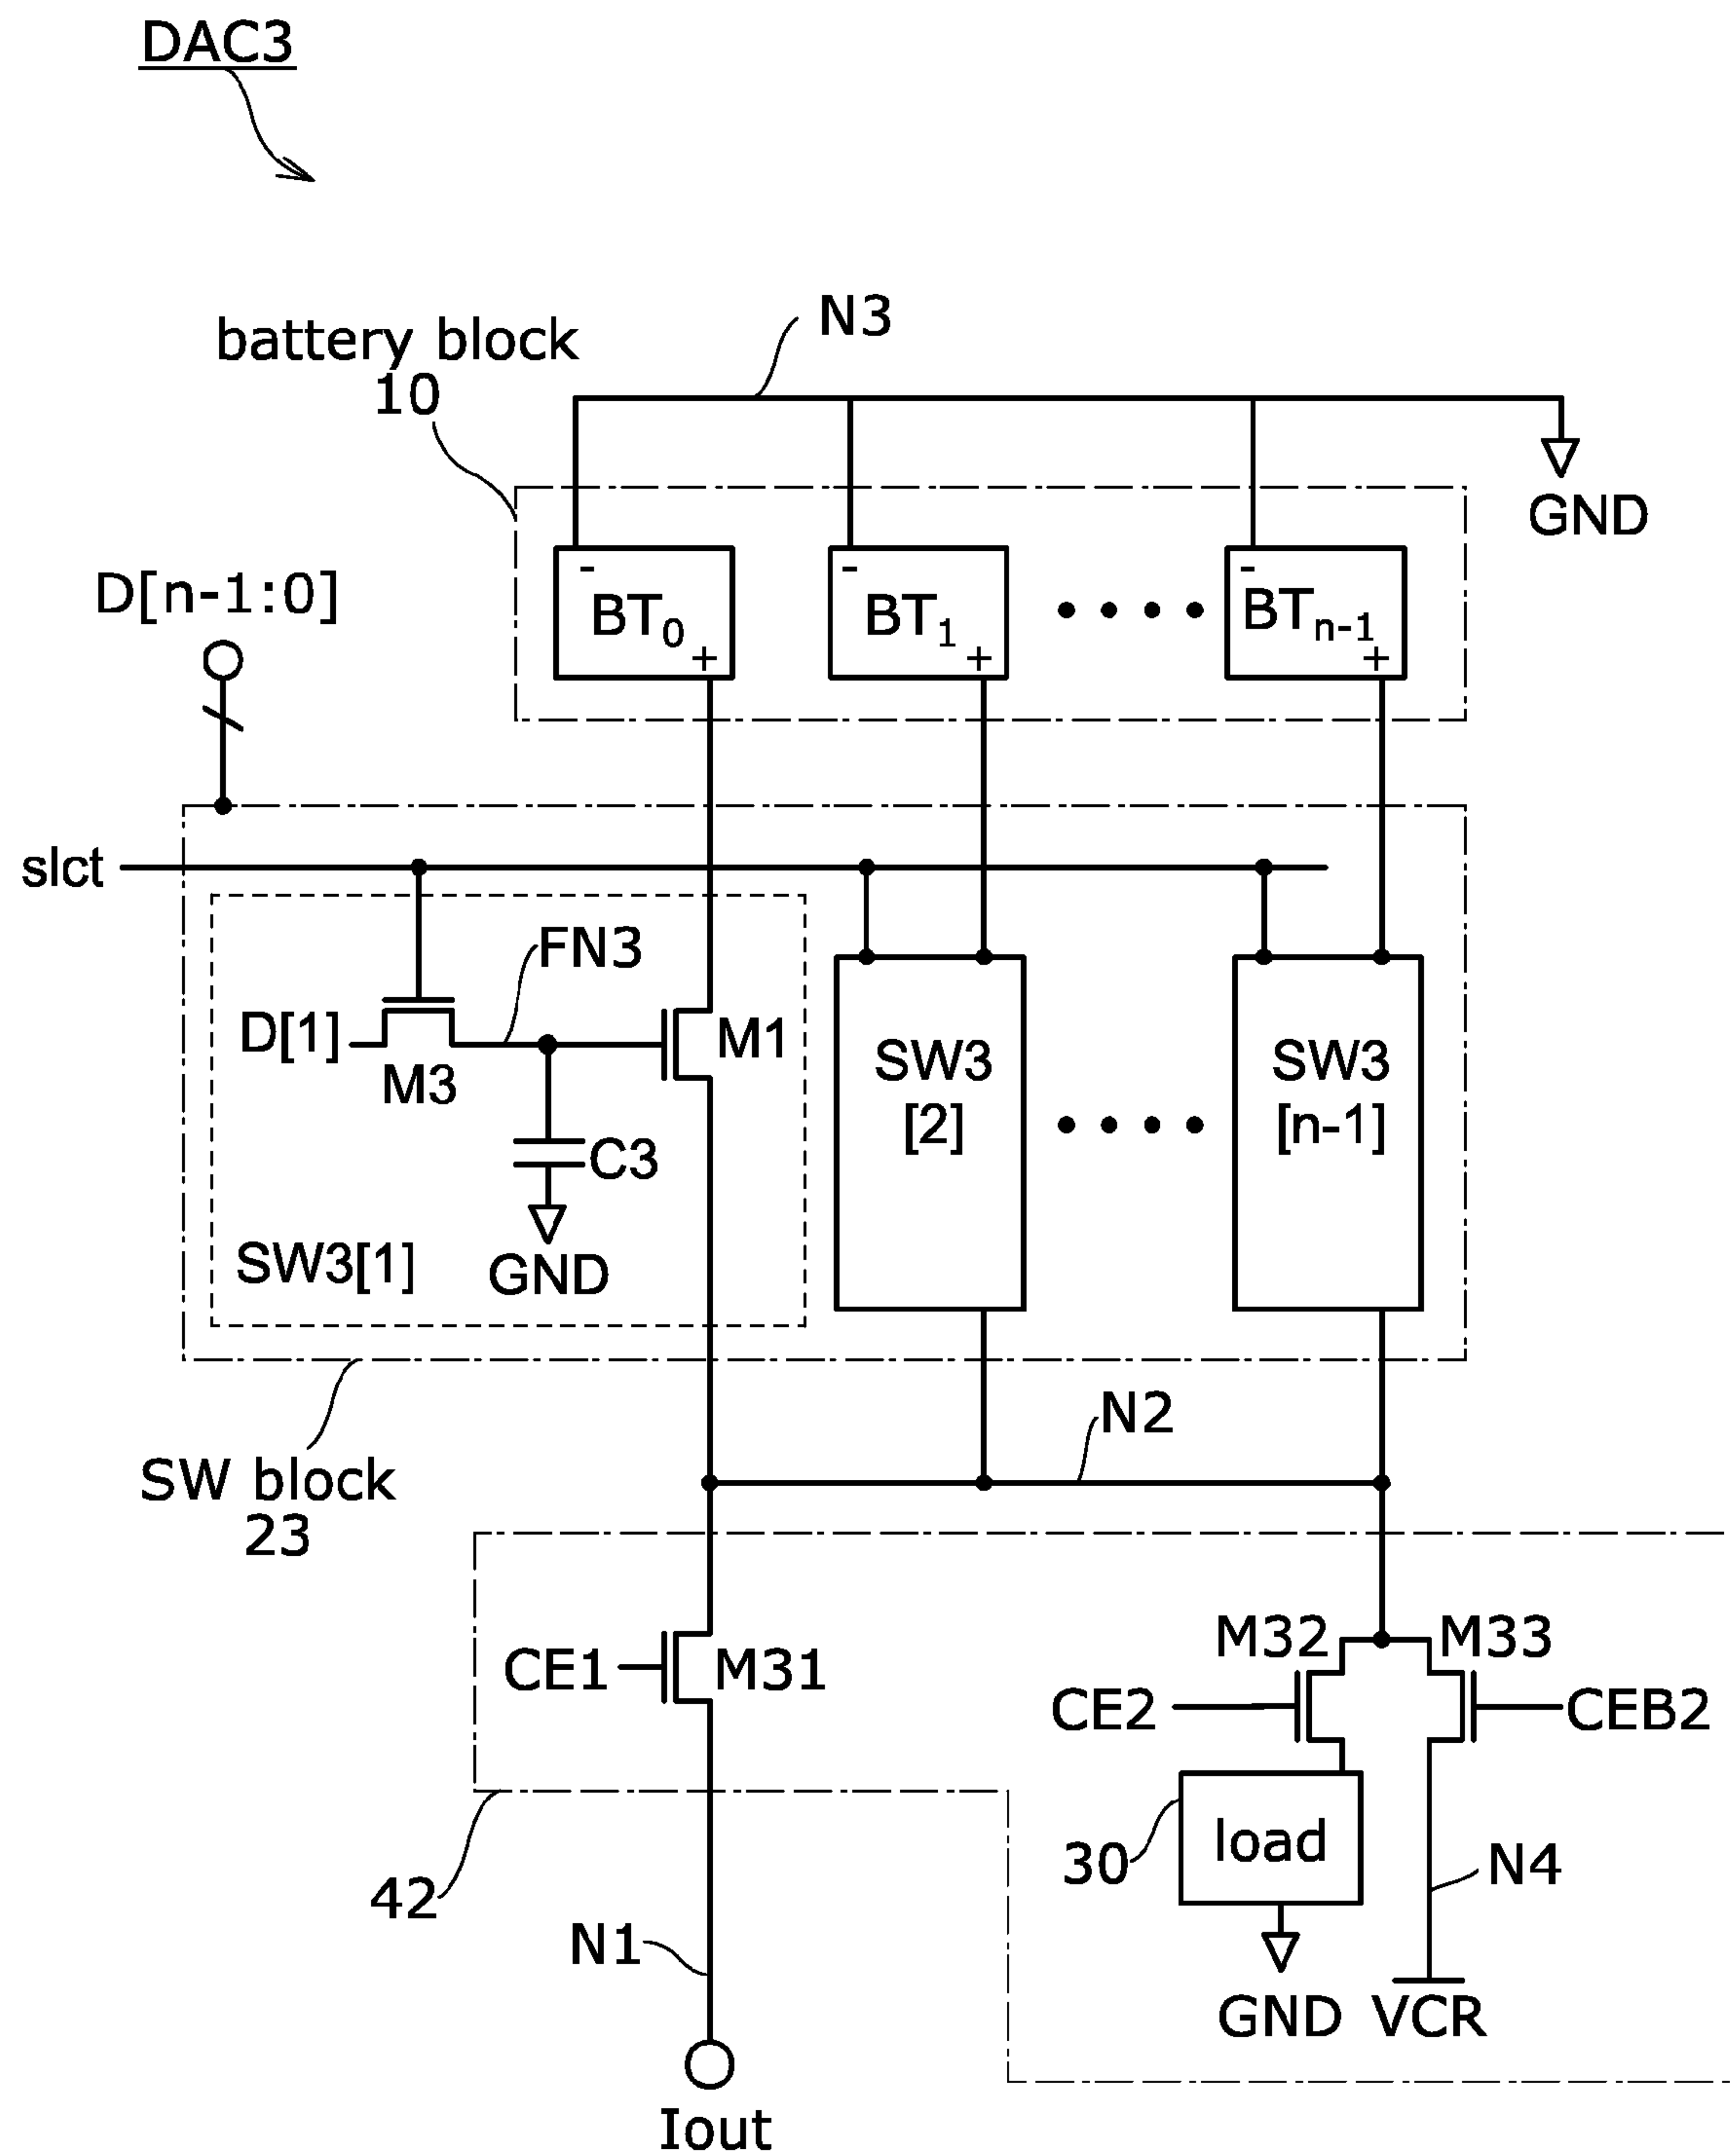 DAC3
N3
battery block
10
GND
D[n-1:0]
- BT0 +
- BT1 +
- BTn-1 +
slct
FN3
D[1]
M3
M1
C3
GND
SW3[1]
SW3
[2]
SW3
[n-1]
N2
SW block
23
CE1
M31
M32
M33
CE2
CEB2
load
30
N4
42
N1
GND
VCR
Iout